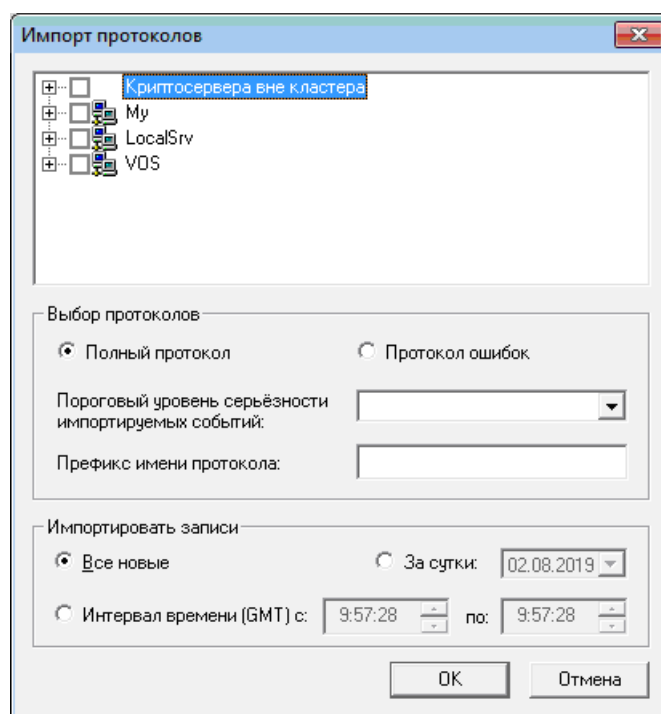 Импорт протоколов
Криптосервера вне кластера
My
LocalSrv
VOS
Выбор протоколов
Полный протокол
Протокол ошибок
Пороговый уровень серьёзности
импортируемых событий:
Префикс имени протокола:
Импортировать записи
Все новые
За сутки: 02.08.2019
Интервал времени (GMT) с: 9:57:28 по: 9:57:28
OK
Отмена